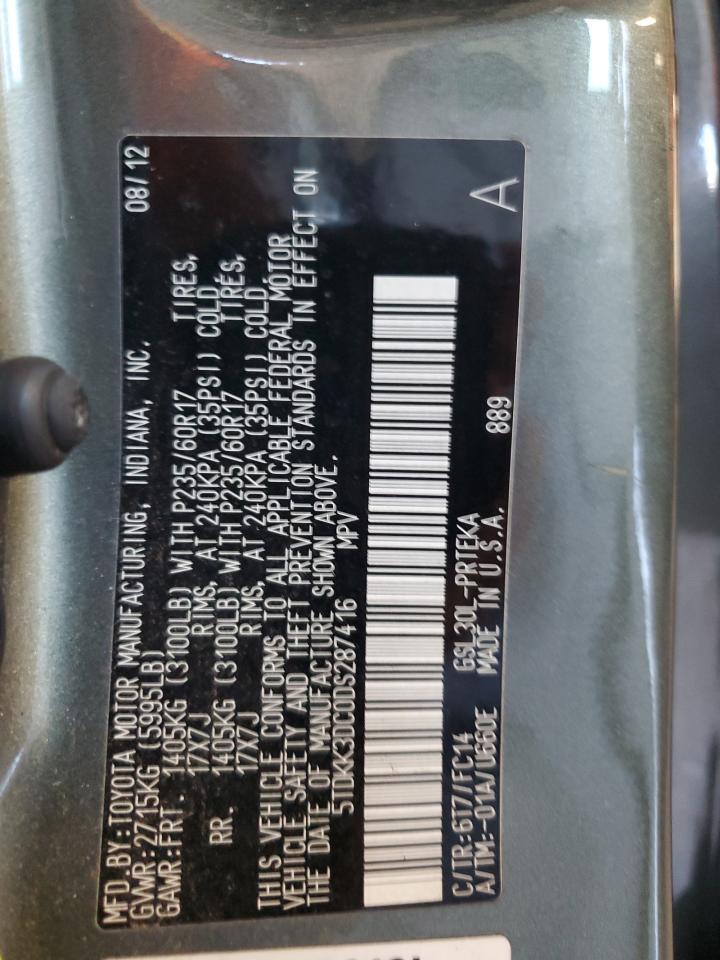 MFD.BY:TOYOTA MOTOR MANUFACTURING, INDIANA, INC. 08/12
GVWR:2715KG (5995LB)
GAWR:FRT. 1405KG (3100LB) WITH P235/60R17 TIRES,
17X7J RIMS, AT 240KPA (35PSI) COLD,
RR. 1405KG (3100LB) WITH P235/60R17 TIRES,
17X7J RIMS, AT 240KPA (35PSI) COLD,
THIS VEHICLE CONFORMS TO ALL APPLICABLE FEDERAL MOTOR
VEHICLE SAFETY AND THEFT PREVENTION STANDARDS IN EFFECT ON
THE DATE OF MANUFACTURE SHOWN ABOVE.
5TDKK3DC0DS287416 MPV
C/TR:6T7/FC14 GSL30L-PRTEKA
A/TM:-01A/U660E MADE IN U.S.A. 889 A